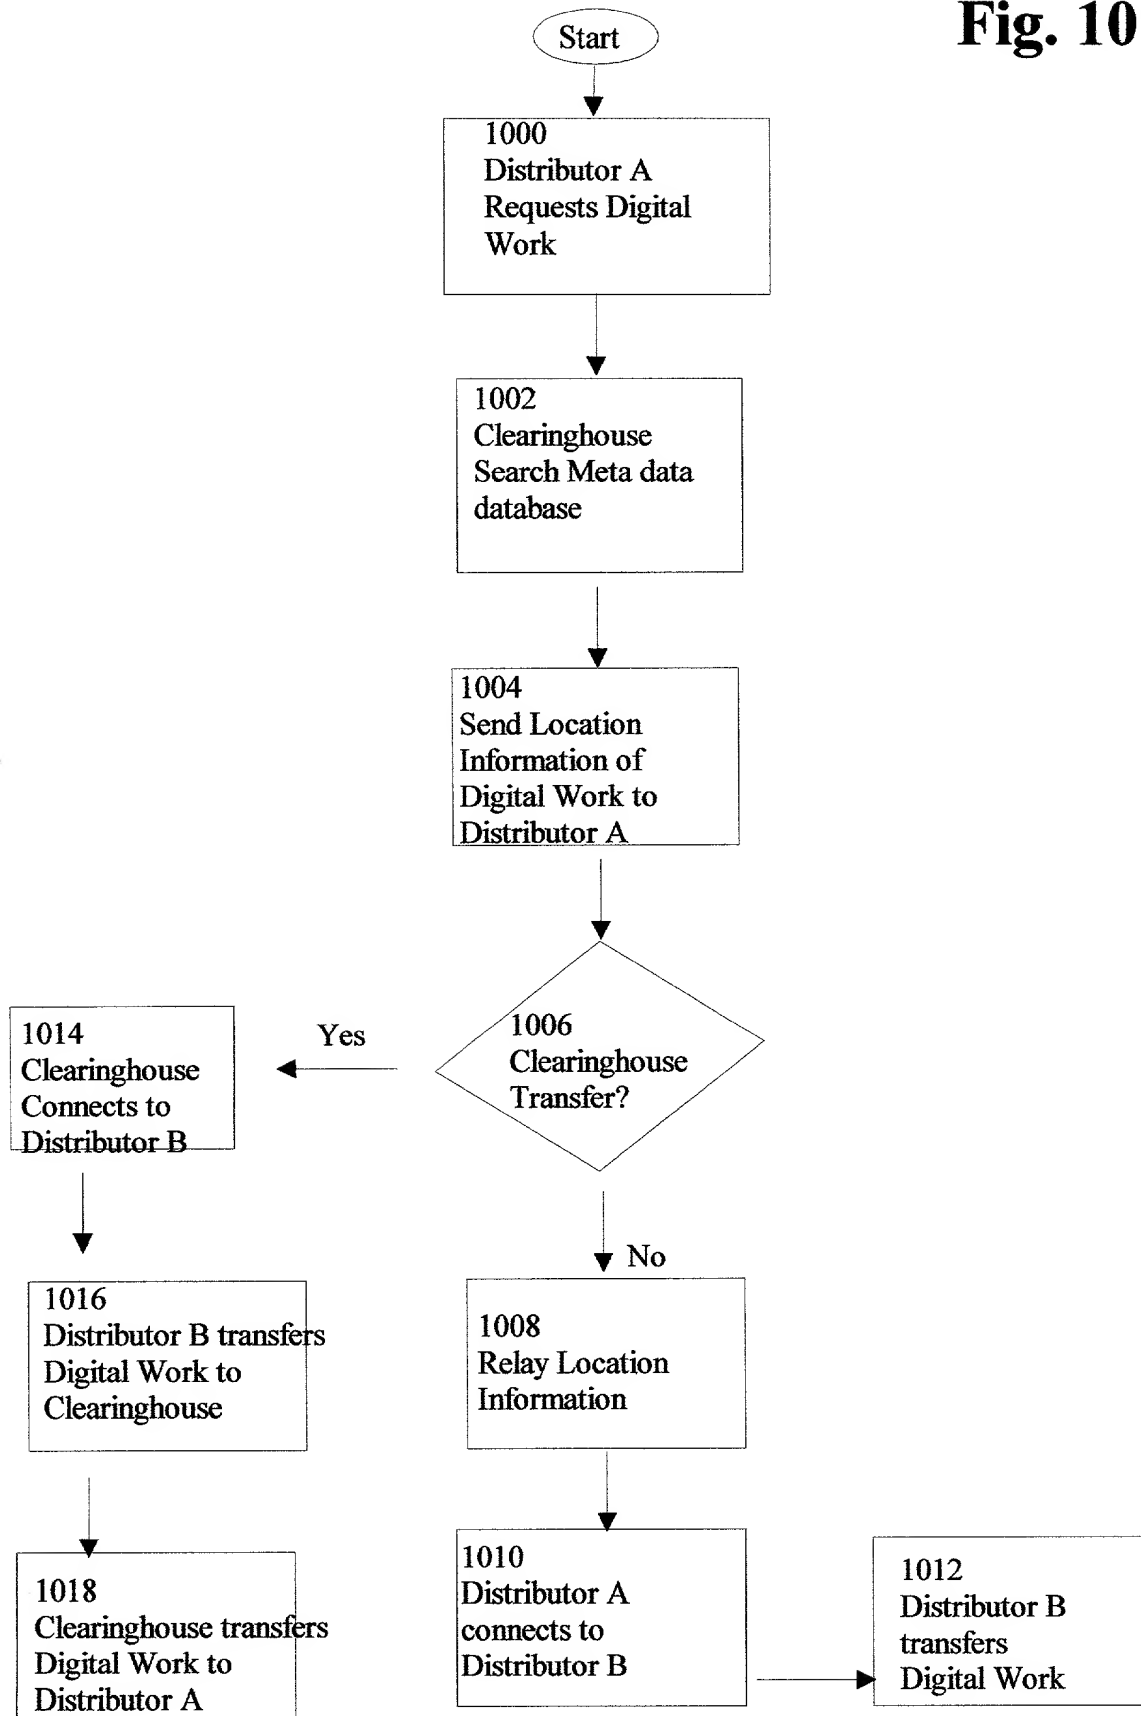 Fig. 10
Start
1000
Distributor A
Requests Digital
Work
1002
Clearinghouse
Search Meta data
database
1004
Send Location
Information of
Digital Work to
Distributor A
1006
Clearinghouse
Transfer?
Yes
1014
Clearinghouse
Connects to
Distributor B
No
1016
Distributor B transfers
Digital Work to
Clearinghouse
1008
Relay Location
Information
1018
Clearinghouse transfers
Digital Work to
Distributor A
1010
Distributor A
connects to
Distributor B
1012
Distributor B
transfers
Digital Work